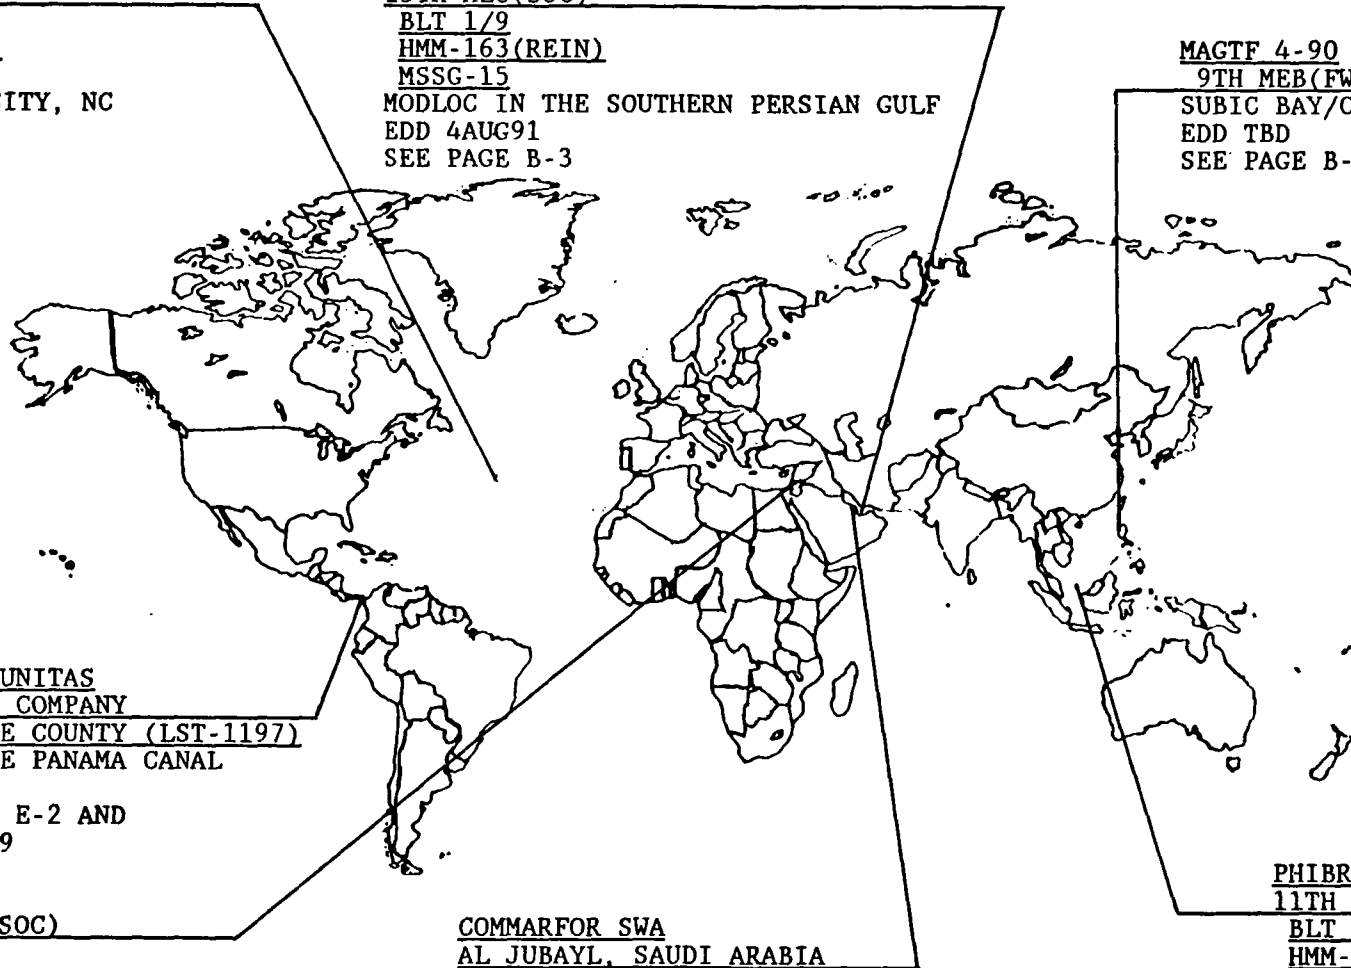 CITY, NC
BLT 1/9
HMM-163(REIN)
MSSG-15
MODLOC IN THE SOUTHERN PERSIAN GULF
EDD 4AUG91
SEE PAGE B-3
MAGTF 4-90
9TH MEB(FW
SUBIC BAY/
EDD TBD
SEE PAGE B-
UNITAS
COMPANY
E COUNTY (LST-1197)
E PANAMA CANAL
E-2 AND
9
SOC)
COMMARFOR SWA
AL JUBAYL, SAUDI ARABIA
PHIBR
11TH
BLT
HMM-